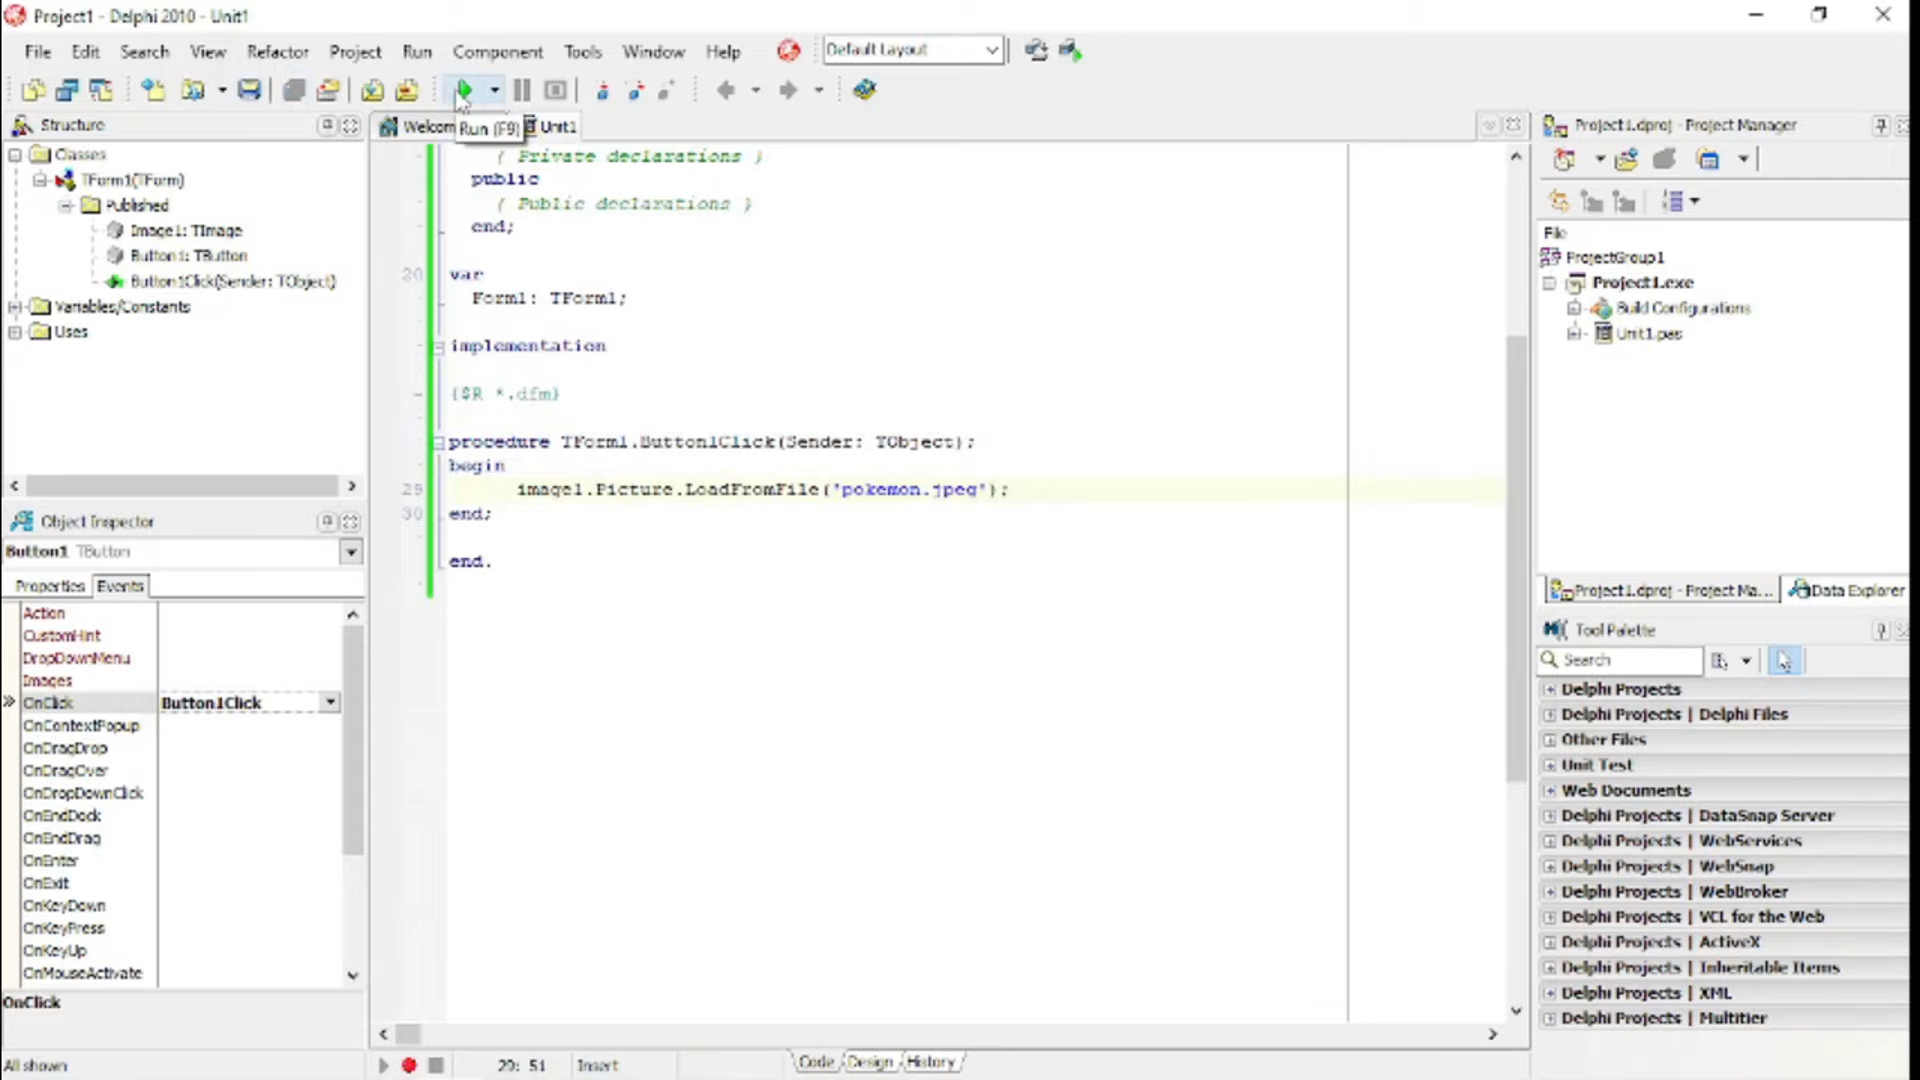 Project1 - Delphi 2010 - Unit1
File Edit Search View Refactor Project Run Component Tools Window Help Default Layout
Structure
Classes
TForm1(TForm)
Published
Image1: TImage
Button1: TButton
Button1Click(Sender: TObject)
Variables/Constants
Uses
Object Inspector
Button1 TButton
Properties Events
Action
CustomHint
DropDownMenu
Images
OnClick Button1Click
OnContextPopup
OnDragDrop
OnDragOver
OnDropDownClick
OnEndDock
OnEndDrag
OnEnter
OnExit
OnKeyDown
OnKeyPress
OnKeyUp
OnMouseActivate
OnClick
All shown
Welcom Unit1
Run (F9)
{ Private declarations }
public
{ Public declarations }
end;
20 var
Form1: TForm1;
implementation
{$R *.dfm}
procedure TForm1.Button1Click(Sender: TObject);
begin
29 image1.Picture.LoadFromFile('pokemon.jpeg');
30 end;
end.
29: 51 Insert Code Design History
Project1.dproj - Project Manager
File
ProjectGroup1
Project1.exe
Build Configurations
Unit1.pas
Project1.dproj - Project Ma... Data Explorer
Tool Palette
Search
Delphi Projects
Delphi Projects | Delphi Files
Other Files
Unit Test
Web Documents
Delphi Projects | DataSnap Server
Delphi Projects | WebServices
Delphi Projects | WebSnap
Delphi Projects | WebBroker
Delphi Projects | VCL for the Web
Delphi Projects | ActiveX
Delphi Projects | Inheritable Items
Delphi Projects | XML
Delphi Projects | Multitier